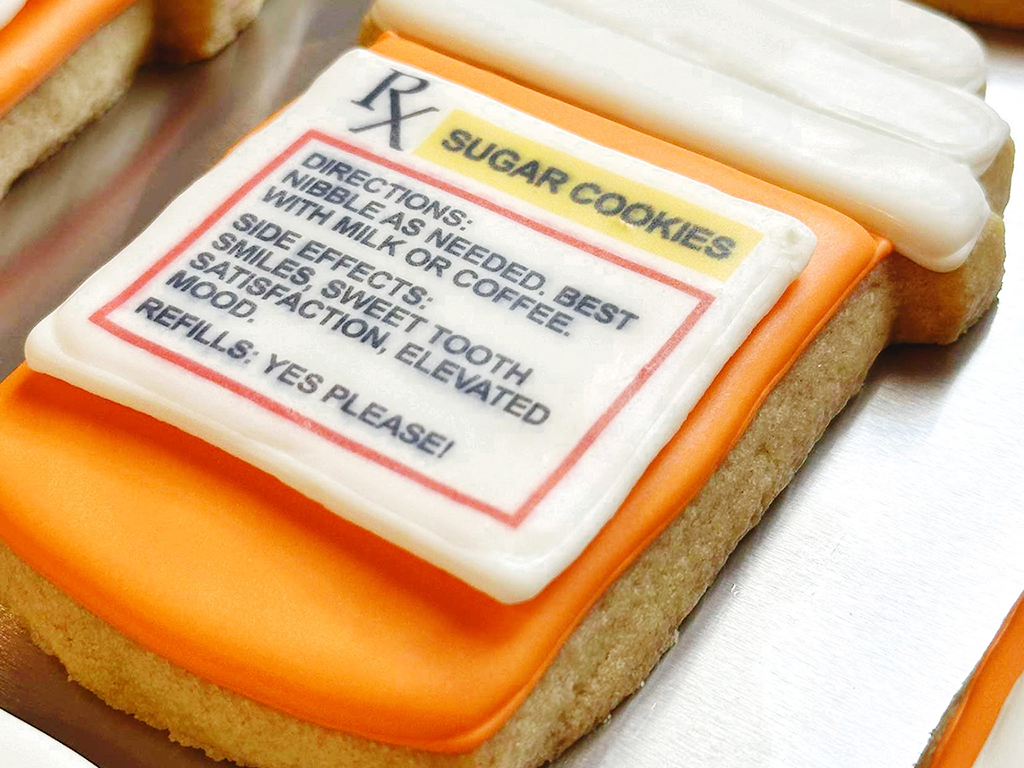 Rx
SUGAR COOKIES
DIRECTIONS:
NIBBLE AS NEEDED. BEST
WITH MILK OR COFFEE.
SIDE EFFECTS:
SMILES, SWEET TOOTH
SATISFACTION, ELEVATED
MOOD.
REFILLS: YES PLEASE!